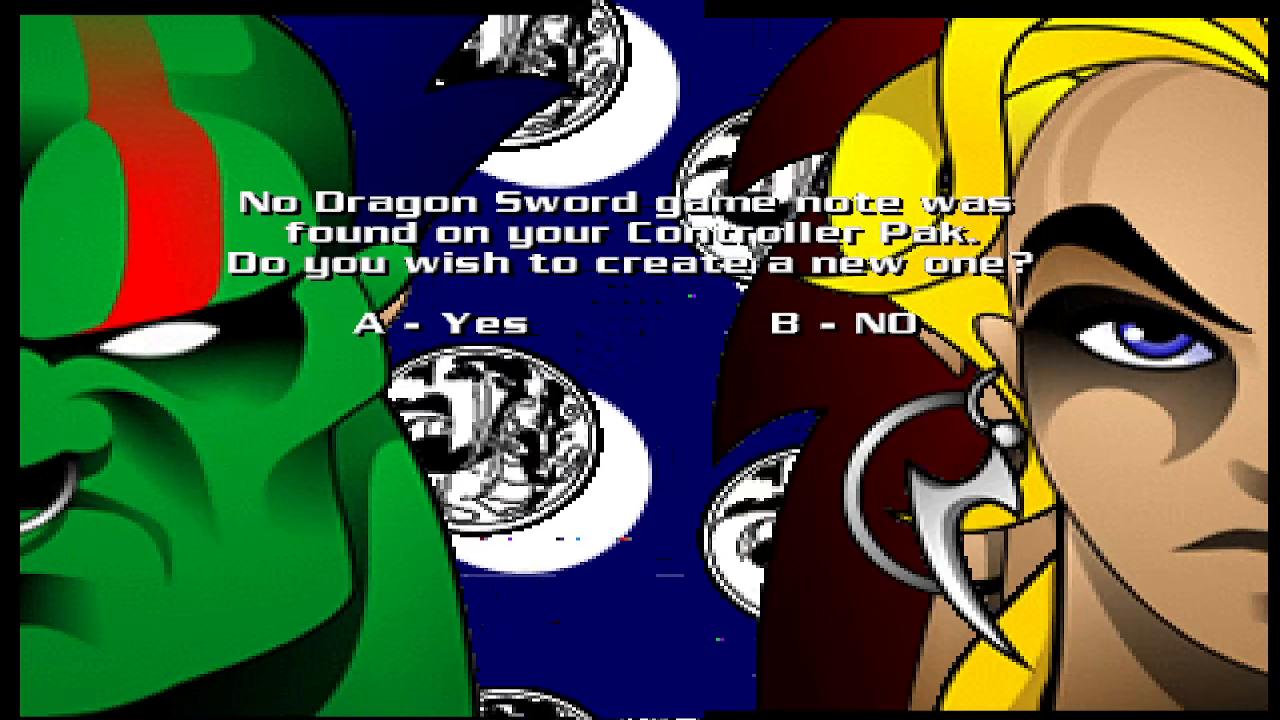 No Dragon Sword game note was
found on your Controller Pak.
Do you wish to create a new one?
A - Yes B - NO